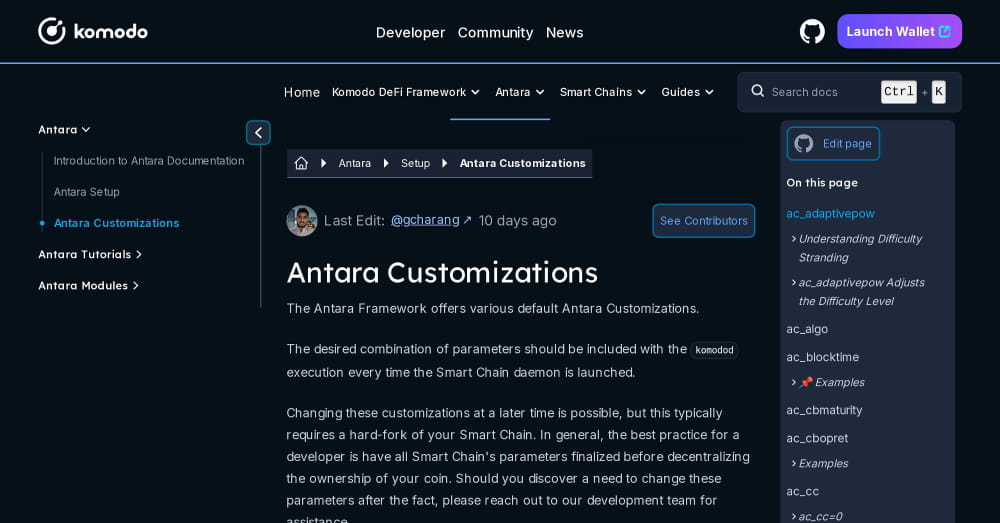 komodo
Developer Community News
Launch Wallet
Home Komodo DeFi Framework Antara Smart Chains Guides
Search docs Ctrl + K
Antara
Introduction to Antara Documentation
Antara Setup
Antara Customizations
Antara Tutorials
Antara Modules
Antara Setup Antara Customizations
Last Edit: @gcharang ↗ 10 days ago
See Contributors
Antara Customizations
The Antara Framework offers various default Antara Customizations.
The desired combination of parameters should be included with the komodod
execution every time the Smart Chain daemon is launched.
Changing these customizations at a later time is possible, but this typically
requires a hard-fork of your Smart Chain. In general, the best practice for a
developer is have all Smart Chain's parameters finalized before decentralizing
the ownership of your coin. Should you discover a need to change these
parameters after the fact, please reach out to our development team for
assistance.
Edit page
On this page
ac_adaptivepow
Understanding Difficulty
Stranding
ac_adaptivepow Adjusts
the Difficulty Level
ac_algo
ac_blocktime
📌 Examples
ac_cbmaturity
ac_cbopret
Examples
ac_cc
ac_cc=0